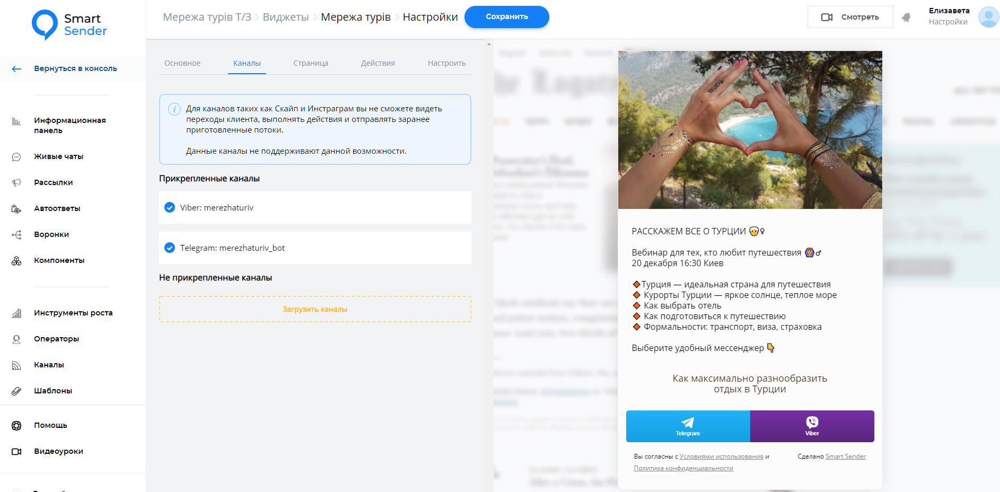 Smart
Sender
Мережа турів Т/З
Виджеты
Мережа турів
Настройки
Сохранить
Смотреть
Елизавета
Настройки
Вернуться в консоль
Информационная
панель
Живые чаты
Рассылки
Автоответы
Воронки
Компоненты
Инструменты роста
Операторы
Каналы
Шаблоны
Помощь
Видеоуроки
Основное
Каналы
Страница
Действия
Настроить
Для каналов таких как Скайп и Инстраграм вы не сможете видеть
переходы клиента, выполнять действия и отправлять заранее
приготовленные потоки.
Данные каналы не поддерживают данной возможности.
Прикрепленные каналы
Viber: merezhaturiv
Telegram: merezhaturiv_bot
Не прикрепленные каналы
Загрузить каналы
РАССКАЖЕМ ВСЕ О ТУРЦИИ 👳♀
Вебинар для тех, кто любит путешествия 🙆♂
20 декабря 16:30 Киев
🔸Турция — идеальная страна для путешествия
🔸 Курорты Турции — яркое солнце, теплое море
🔸 Как выбрать отель
🔸 Как подготовиться к путешествию
🔸 Формальности: транспорт, виза, страховка
Выберите удобный мессенджер 👇
Как максимально разнообразить
отдых в Турции
Telegram
Viber
Вы согласны с Условиями использования и
Политика конфиденциальности
Сделано Smart Sender